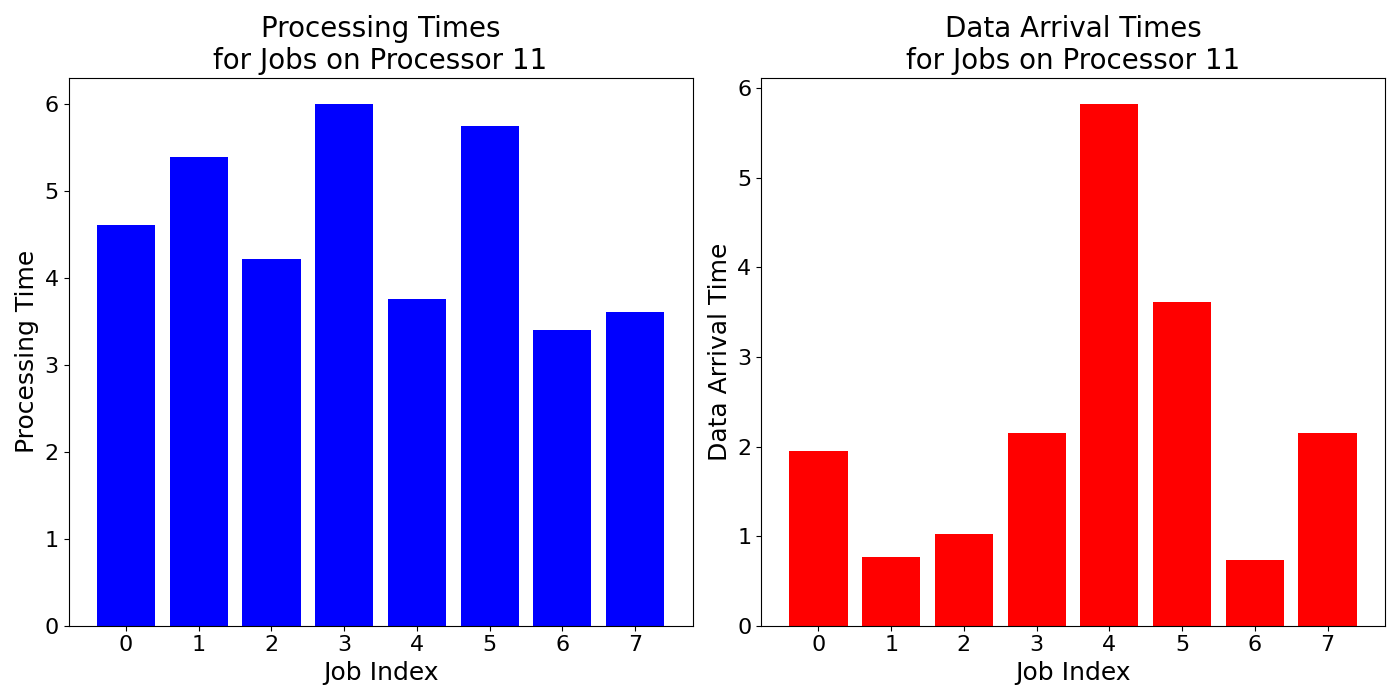 Processing Times
for Jobs on Processor 11
Processing Time
6
5
4
3
2
1
0
0 1 2 3 4 5 6 7
Job Index
Data Arrival Times
for Jobs on Processor 11
Data Arrival Time
6
5
4
3
2
1
0
0 1 2 3 4 5 6 7
Job Index